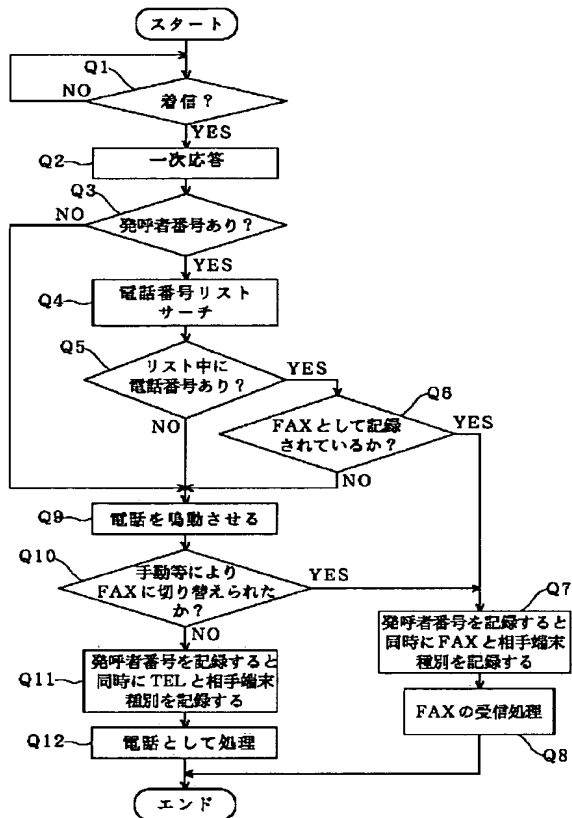 スタート
Q1
NO
着信?
YES
Q2
一次応答
Q3
NO
発呼者番号あり?
YES
Q4
電話番号リスト
サーチ
Q5
リスト中に
電話番号あり?
YES
NO
Q6
FAXとして記録
されているか?
YES
NO
Q9
電話を鳴動させる
Q10
手動等により
FAXに切り替えられた
か?
YES
NO
Q7
発呼者番号を記録すると
同時にFAXと相手端末
種別を記録する
Q11
発呼者番号を記録すると
同時にTELと相手端末
種別を記録する
FAXの受信処理
Q8
Q12
電話として処理
エンド